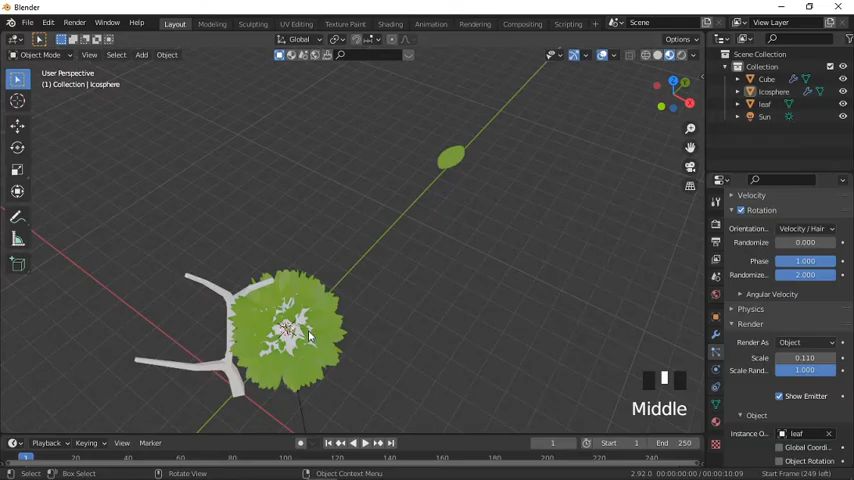 Blender
File Edit Render Window Help Layout Modeling Sculpting UV Editing Texture Paint Shading Animation Rendering Compositing Scripting Scene View Layer
Global Options
Object Mode View Select Add Object
User Perspective
(1) Collection | Icosphere
Scene Collection
Collection
Cube
Icosphere
leaf
Sun
Z
Y
X
Velocity
Rotation
Orientation... Velocity / Hair
Randomize 0.000
Phase 1.000
Randomize... 2.000
Angular Velocity
Physics
Render
Render As Object
Scale 0.110
Scale Ran... 1.000
Show Emitter
Object
Instance O... leaf
Global Coordi...
Object Rotation
Middle
Playback Keying View Marker 1 Start 1 End 250
1 20 40 60 80 100 120 140 160 180 200 220 240
Select Box Select Rotate View Object Context Menu 2.92.0 00:00:00:00 / 00:00:10:09 Start Frame (249 left)